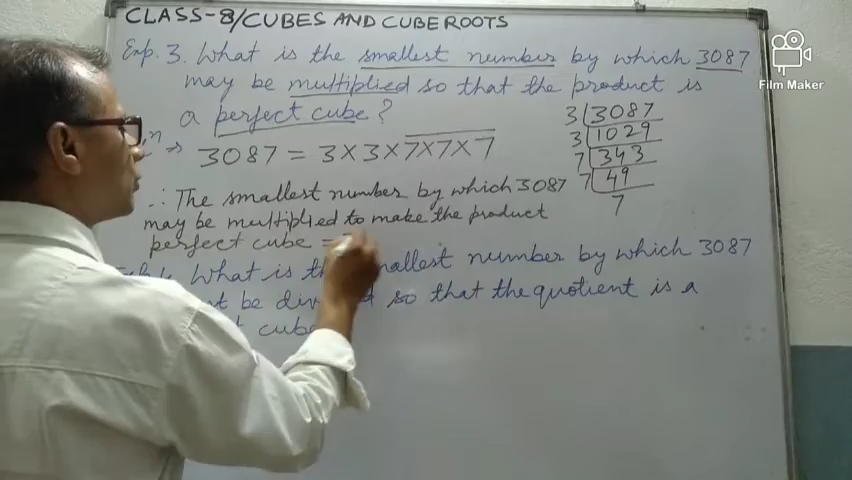 CLASS-8/CUBES AND CUBE ROOTS
Exp. 3. What is the smallest number by which 3087
may be multiplied so that the product is
a perfect cube?
n ⇒ 3087 = 3×3×7×7×7
3 3087
3 1029
7 343
7 49
7
∴ The smallest number by which 3087
may be multiplied to make the product
perfect cube =
What is the smallest number by which 3087
be divided so that the quotient is a
cube
Film Maker